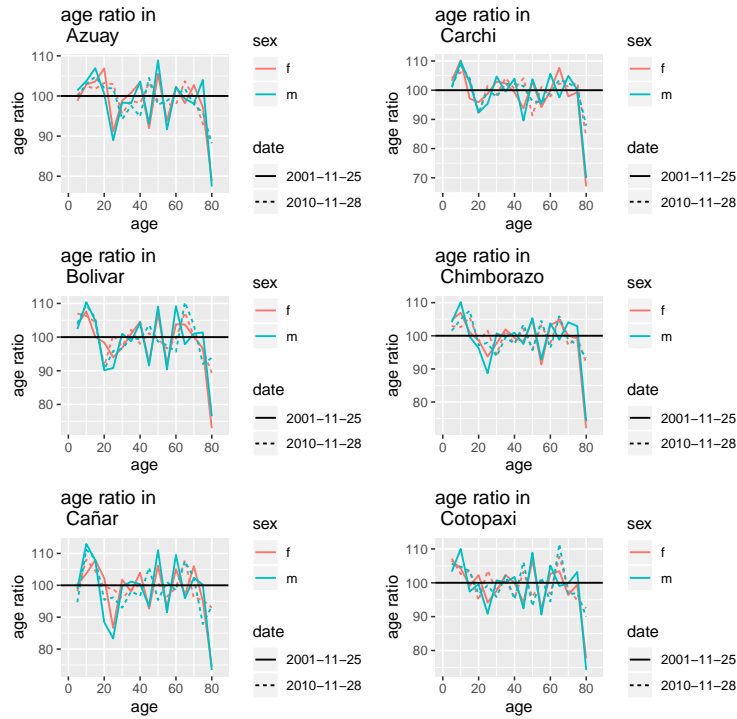 age ratio in
Azuay
110
100
90
80
0
20
40
60
80
age
age ratio
sex
f
m
date
2001−11−25
2010−11−28
age ratio in
Carchi
110
100
90
80
70
0
20
40
60
80
age
age ratio
sex
f
m
date
2001−11−25
2010−11−28
age ratio in
Bolivar
110
100
90
80
0
20
40
60
80
age
age ratio
sex
f
m
date
2001−11−25
2010−11−28
age ratio in
Chimborazo
110
100
90
80
0
20
40
60
80
age
age ratio
sex
f
m
date
2001−11−25
2010−11−28
age ratio in
Cañar
110
100
90
80
0
20
40
60
80
age
age ratio
sex
f
m
date
2001−11−25
2010−11−28
age ratio in
Cotopaxi
110
100
90
80
0
20
40
60
80
age
age ratio
sex
f
m
date
2001−11−25
2010−11−28